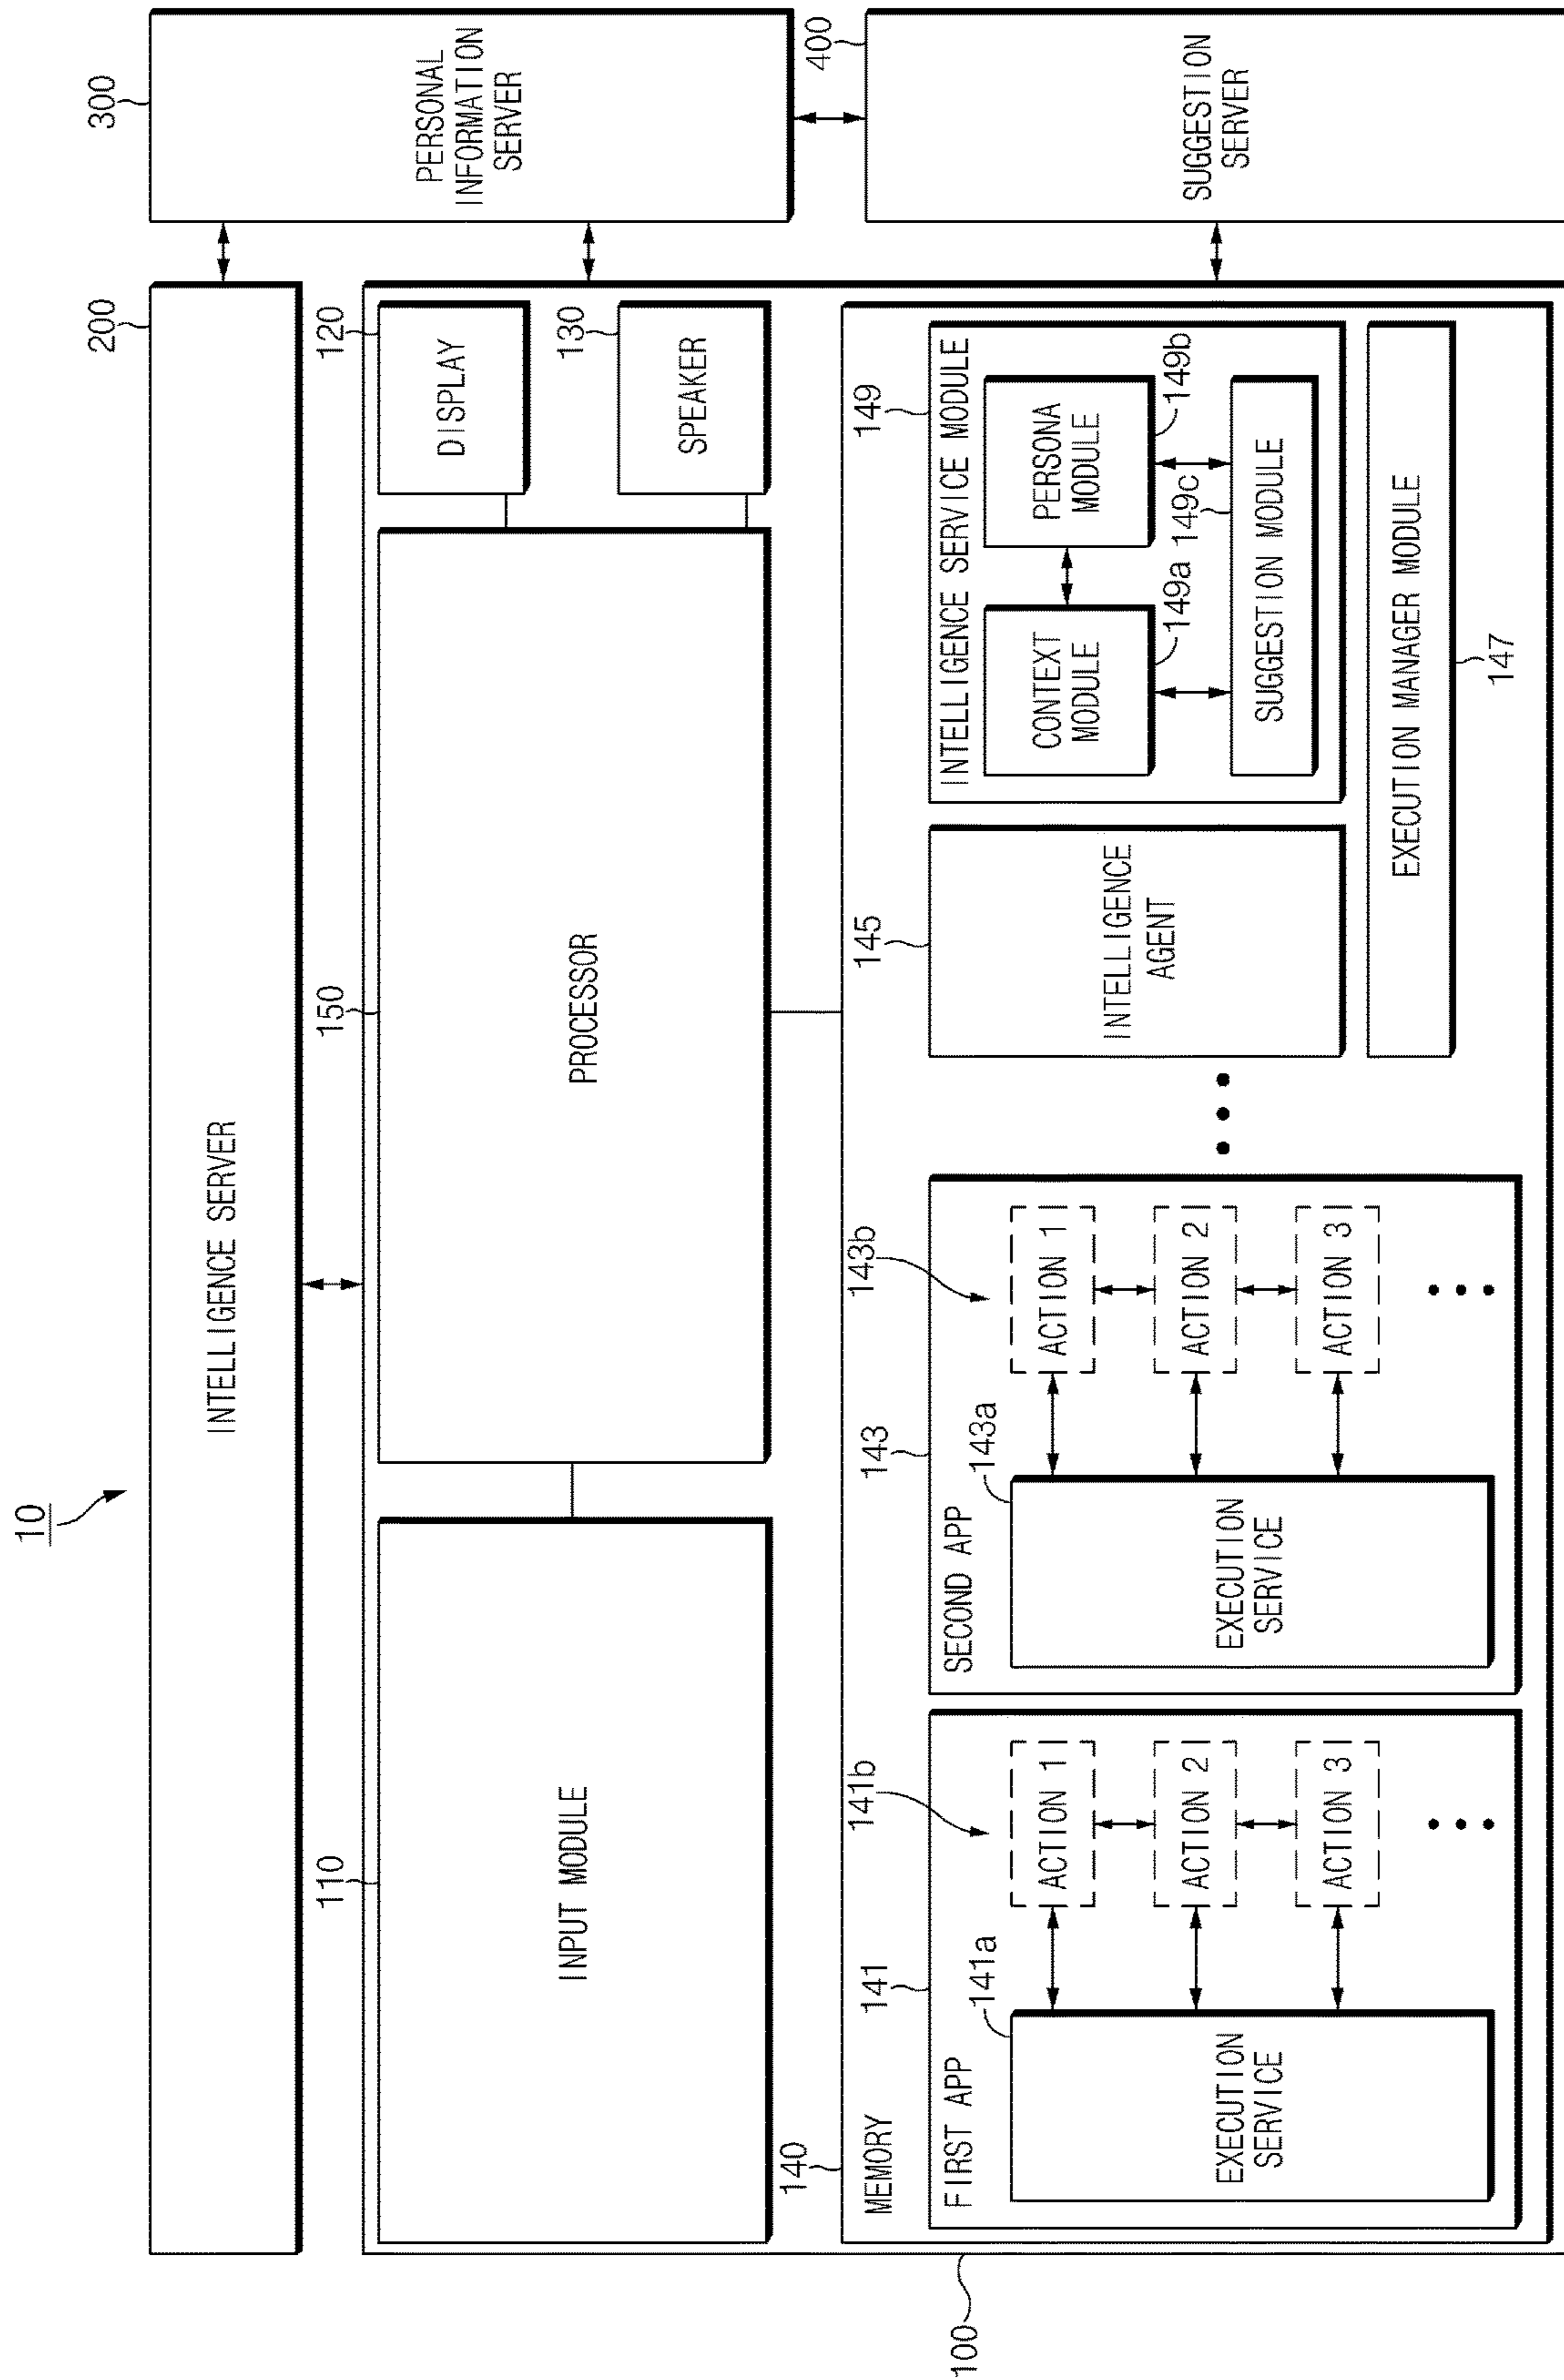 10
INTELLIGENCE SERVER
200
300
PERSONAL
INFORMATION
SERVER
400
SUGGESTION
SERVER
100
110
INPUT MODULE
150
PROCESSOR
120
DISPLAY
130
SPEAKER
140
MEMORY
141
FIRST APP
141a
EXECUTION
SERVICE
141b
ACTION 1
ACTION 2
ACTION 3
143
SECOND APP
143a
EXECUTION
SERVICE
143b
ACTION 1
ACTION 2
ACTION 3
145
INTELLIGENCE
AGENT
149
INTELLIGENCE SERVICE MODULE
CONTEXT
MODULE
149a
PERSONA
MODULE
149b
149c
SUGGESTION MODULE
EXECUTION MANAGER MODULE
147